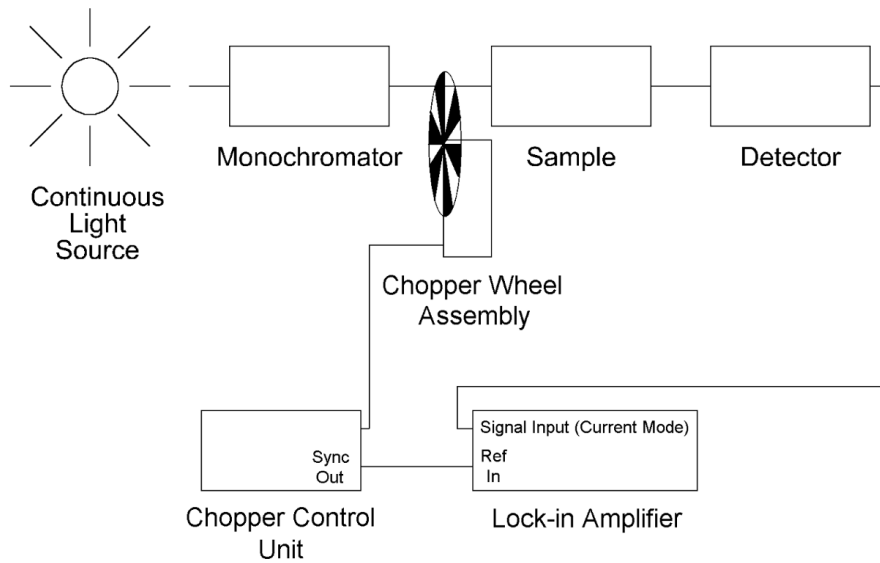 Monochromator
Sample
Detector
Continuous
Light
Source
Chopper Wheel
Assembly
Signal Input (Current Mode)
Sync
Out
Ref
In
Chopper Control
Unit
Lock-in Amplifier